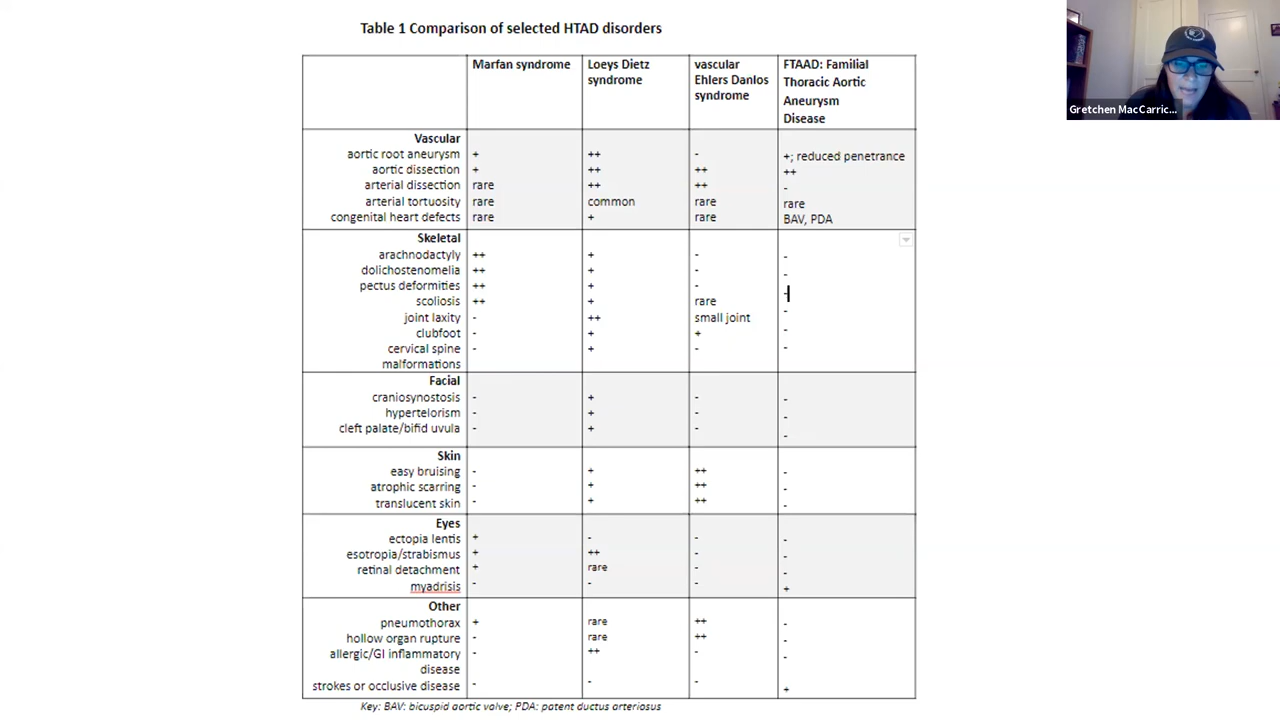 Table 1 Comparison of selected HTAD disorders
Gretchen MacCarric...
Marfan syndrome | Loeys Dietz syndrome | vascular Ehlers Danlos syndrome | FTAAD: Familial Thoracic Aortic Aneurysm Disease
Vascular
aortic root aneurysm + ++ - +; reduced penetrance
aortic dissection + ++ ++ ++
arterial dissection rare ++ ++ -
arterial tortuosity rare common rare rare
congenital heart defects rare + rare BAV, PDA
Skeletal
arachnodactyly ++ + - -
dolichostenomelia ++ + - -
pectus deformities ++ + - -
scoliosis ++ + rare -
joint laxity - ++ small joint -
clubfoot - + + -
cervical spine - + -
malformations
Facial
craniosynostosis - + - -
hypertelorism - + - -
cleft palate/bifid uvula - + - -
Skin
easy bruising - + ++ -
atrophic scarring - + ++ -
translucent skin - + ++ -
Eyes
ectopia lentis + - - -
esotropia/strabismus + ++ - -
retinal detachment + rare - -
myadrisis - - - +
Other
pneumothorax + rare ++ -
hollow organ rupture - rare ++ -
allergic/GI inflammatory - ++ - -
disease
strokes or occlusive disease - - - +
Key: BAV: bicuspid aortic valve; PDA: patent ductus arteriosus